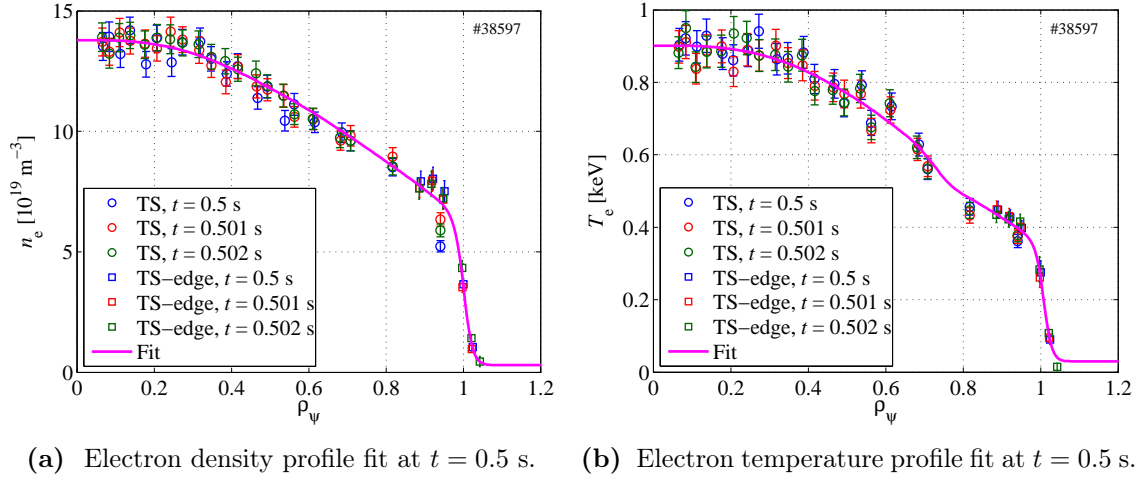 #38597
15
10
5
0
n_e [10^19 m^−3]
TS, t = 0.5 s
TS, t = 0.501 s
TS, t = 0.502 s
TS−edge, t = 0.5 s
TS−edge, t = 0.501 s
TS−edge, t = 0.502 s
Fit
0 0.2 0.4 0.6 0.8 1 1.2
ρ_ψ
(a) Electron density profile fit at t = 0.5 s.
#38597
1
0.8
0.6
0.4
0.2
0
T_e [keV]
TS, t = 0.5 s
TS, t = 0.501 s
TS, t = 0.502 s
TS−edge, t = 0.5 s
TS−edge, t = 0.501 s
TS−edge, t = 0.502 s
Fit
0 0.2 0.4 0.6 0.8 1 1.2
ρ_ψ
(b) Electron temperature profile fit at t = 0.5 s.